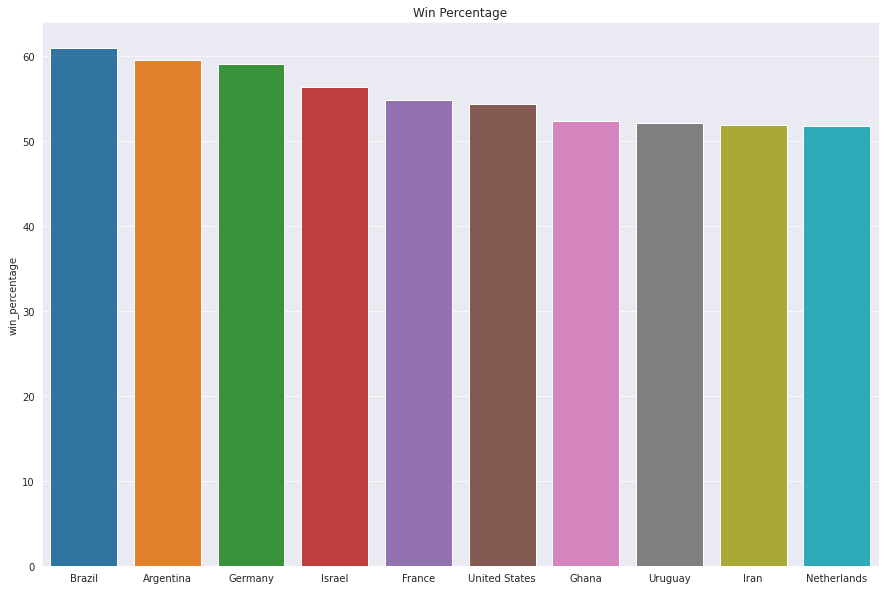 Win Percentage
win_percentage
60
50
40
30
20
10
0
Brazil Argentina Germany Israel France United States Ghana Uruguay Iran Netherlands